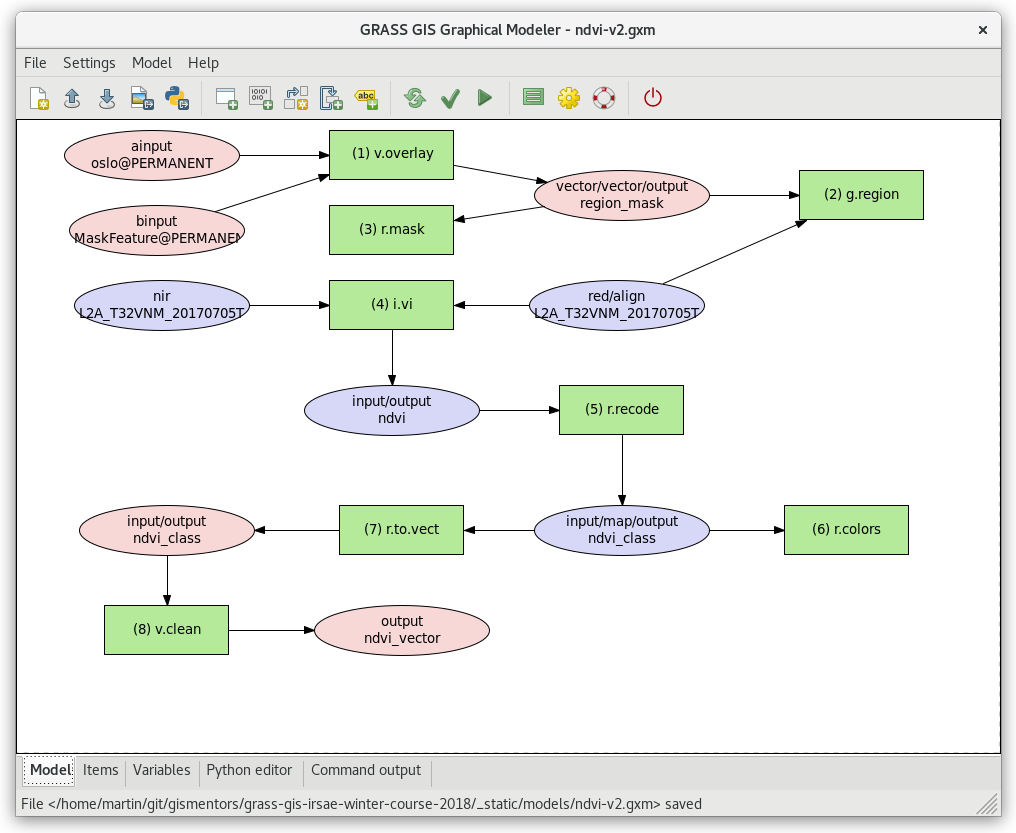 GRASS GIS Graphical Modeler - ndvi-v2.gxm
File Settings Model Help
ainput
oslo@PERMANENT
(1) v.overlay
vector/vector/output
region_mask
(2) g.region
binput
MaskFeature@PERMANEN
(3) r.mask
nir
L2A_T32VNM_20170705T
(4) i.vi
red/align
L2A_T32VNM_20170705T
input/output
ndvi
(5) r.recode
input/output
ndvi_class
(7) r.to.vect
input/map/output
ndvi_class
(6) r.colors
(8) v.clean
output
ndvi_vector
Model Items Variables Python editor Command output
File </home/martin/git/gismentors/grass-gis-irsae-winter-course-2018/_static/models/ndvi-v2.gxm> saved